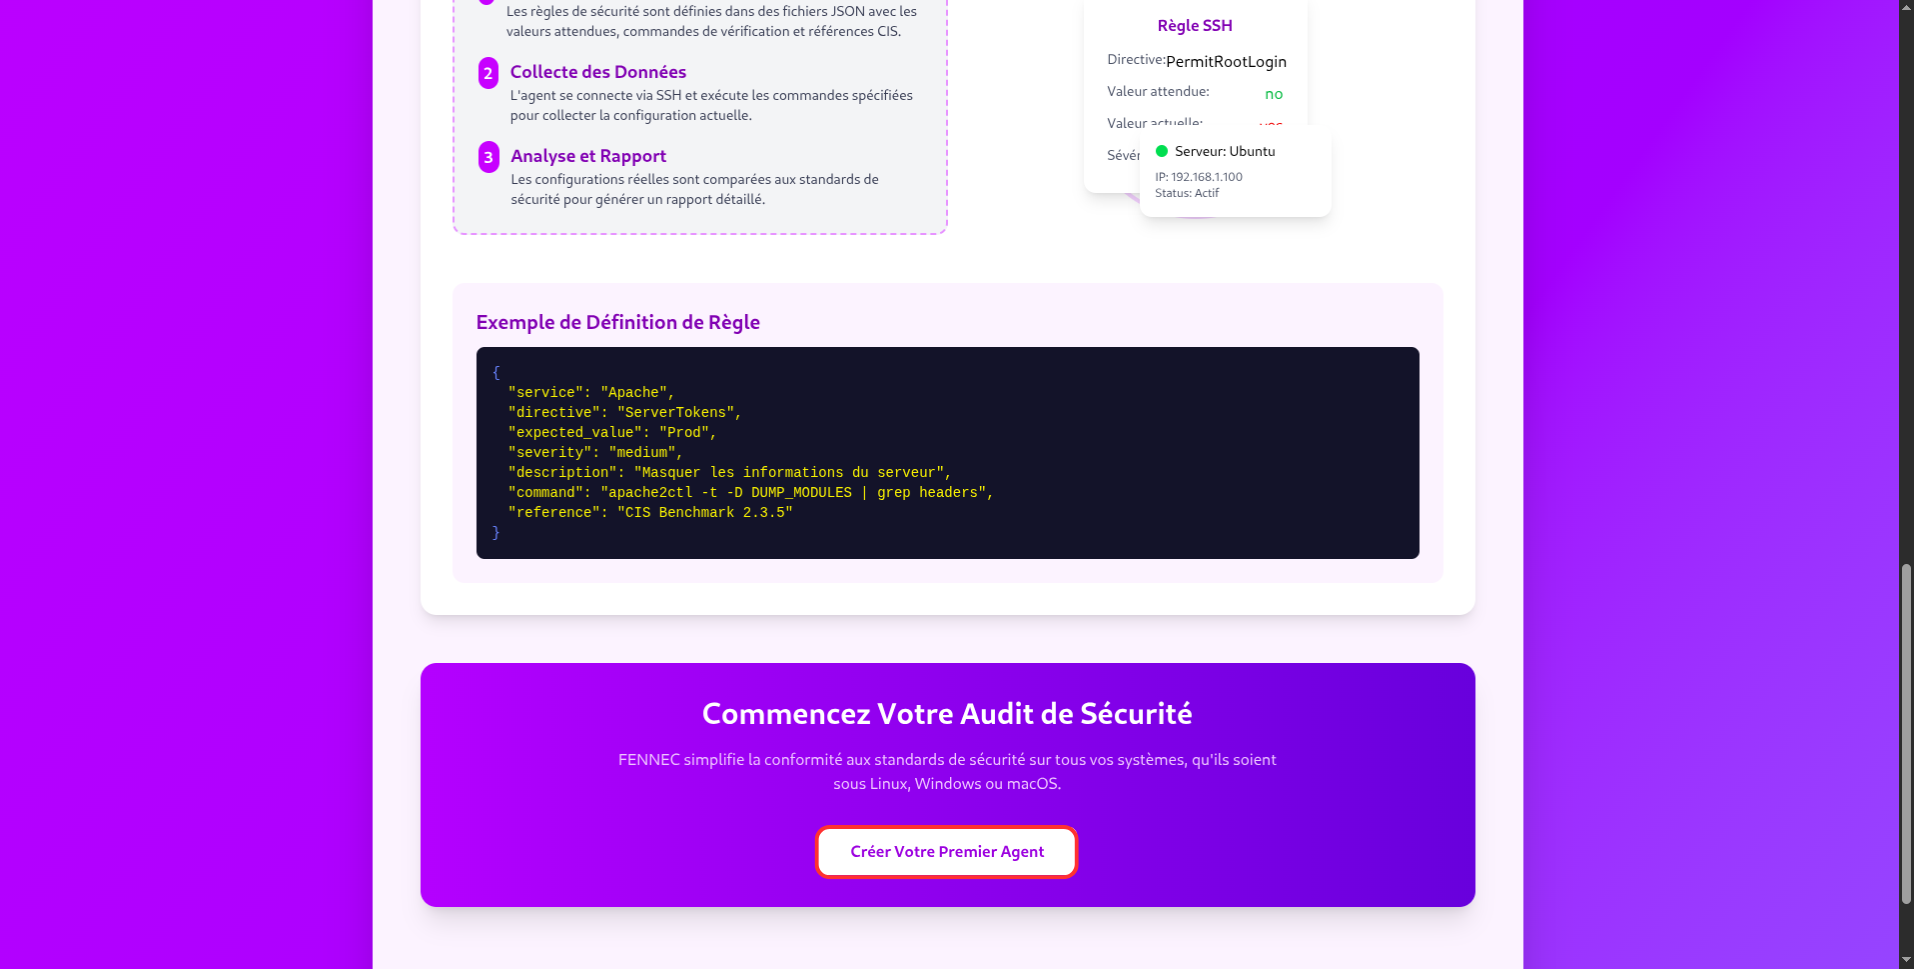 Les règles de sécurité sont définies dans des fichiers JSON avec les
valeurs attendues, commandes de vérification et références CIS.
2
Collecte des Données
L'agent se connecte via SSH et exécute les commandes spécifiées
pour collecter la configuration actuelle.
3
Analyse et Rapport
Les configurations réelles sont comparées aux standards de
sécurité pour générer un rapport détaillé.
Règle SSH
Directive:PermitRootLogin
Valeur attendue: no
Valeur actuelle: yes
Serveur: Ubuntu
IP: 192.168.1.100
Status: Actif
Exemple de Définition de Règle
{
"service": "Apache",
"directive": "ServerTokens",
"expected_value": "Prod",
"severity": "medium",
"description": "Masquer les informations du serveur",
"command": "apache2ctl -t -D DUMP_MODULES | grep headers",
"reference": "CIS Benchmark 2.3.5"
}
Commencez Votre Audit de Sécurité
FENNEC simplifie la conformité aux standards de sécurité sur tous vos systèmes, qu'ils soient
sous Linux, Windows ou macOS.
Créer Votre Premier Agent